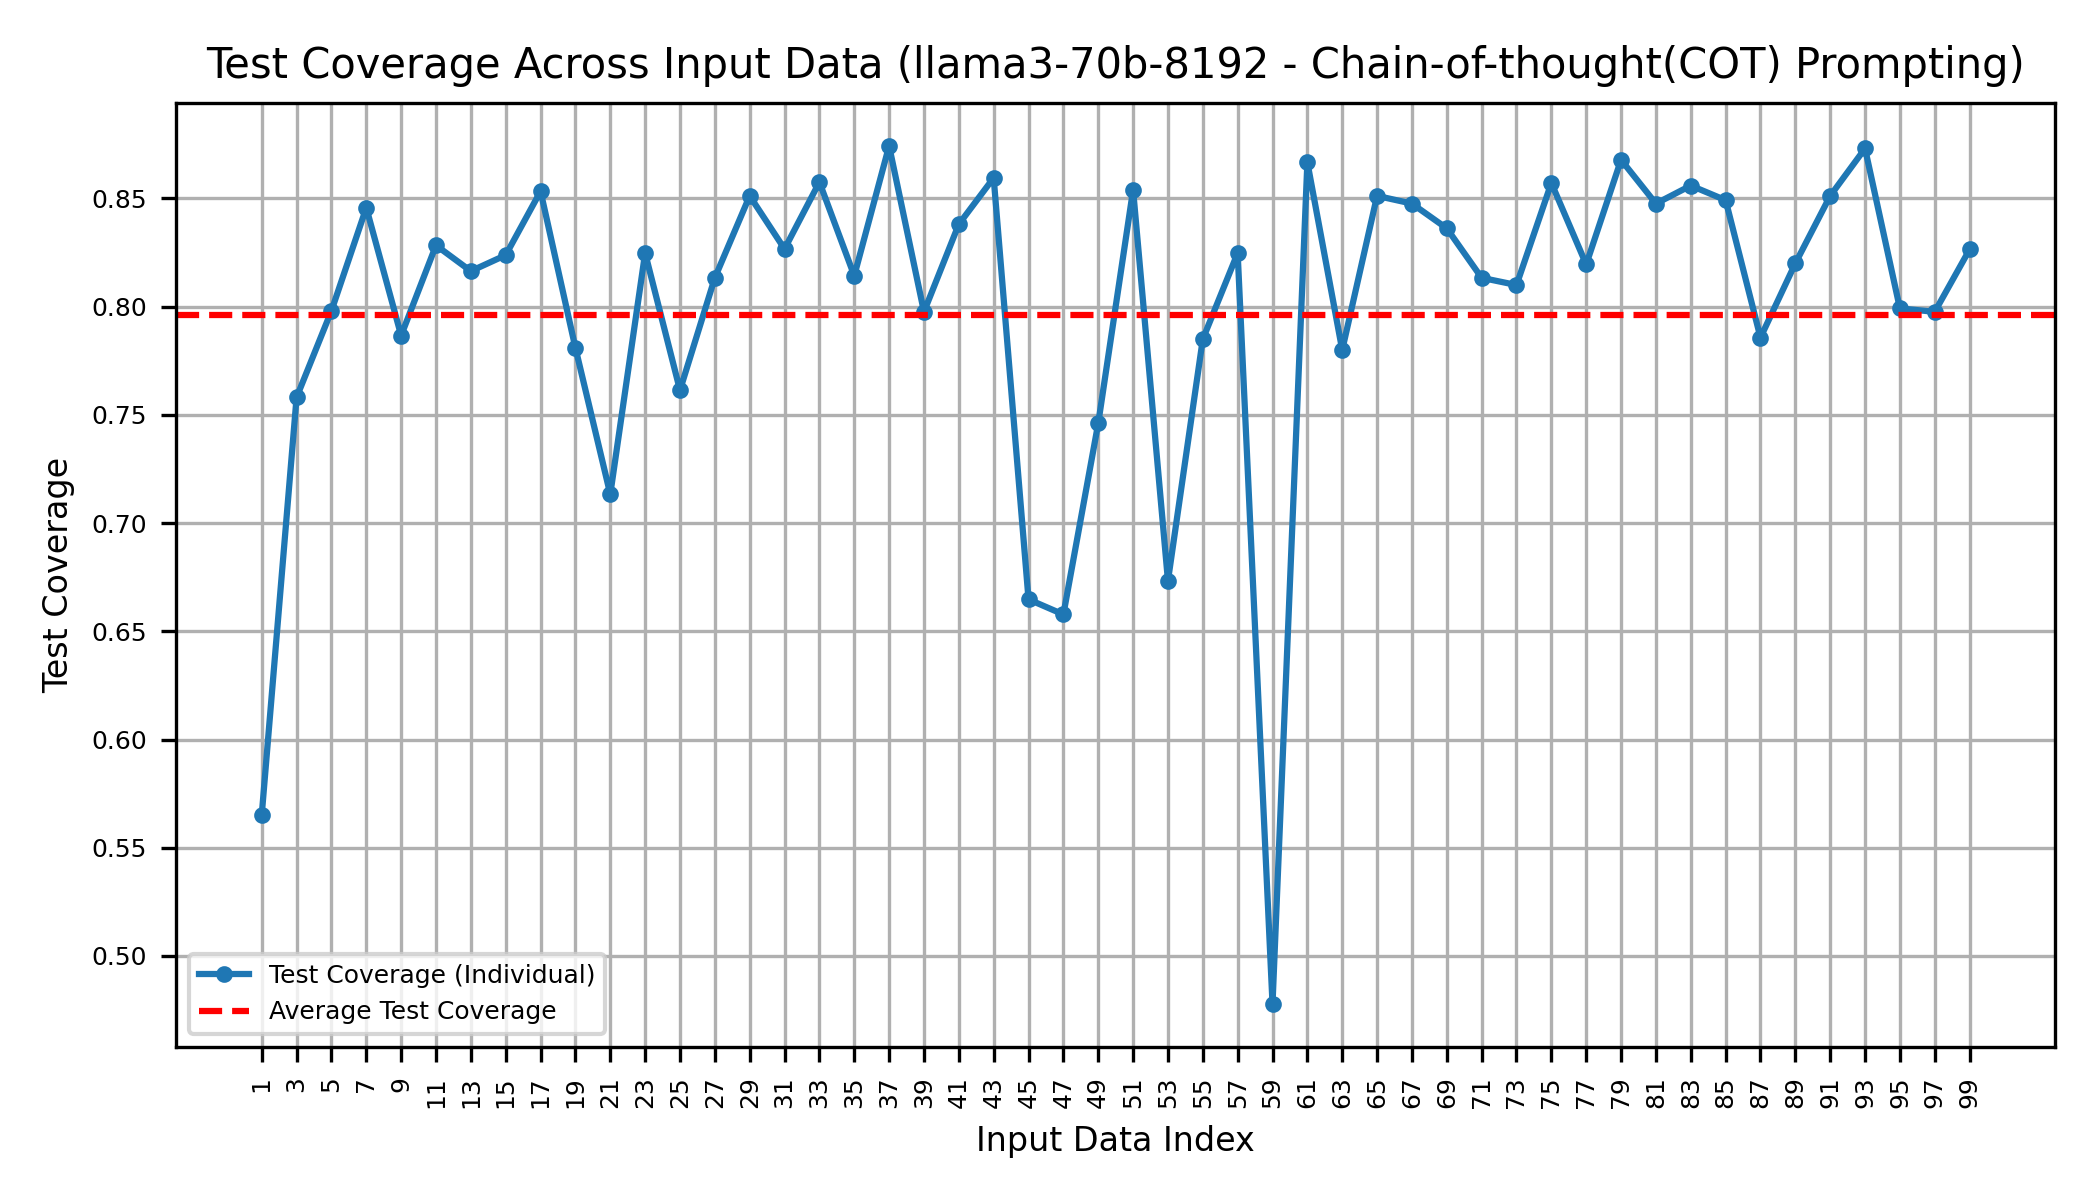 Test Coverage Across Input Data (llama3-70b-8192 - Chain-of-thought(COT) Prompting)
Test Coverage
0.85
0.80
0.75
0.70
0.65
0.60
0.55
0.50
Test Coverage (Individual)
Average Test Coverage
1 3 5 7 9 11 13 15 17 19 21 23 25 27 29 31 33 35 37 39 41 43 45 47 49 51 53 55 57 59 61 63 65 67 69 71 73 75 77 79 81 83 85 87 89 91 93 95 97 99
Input Data Index